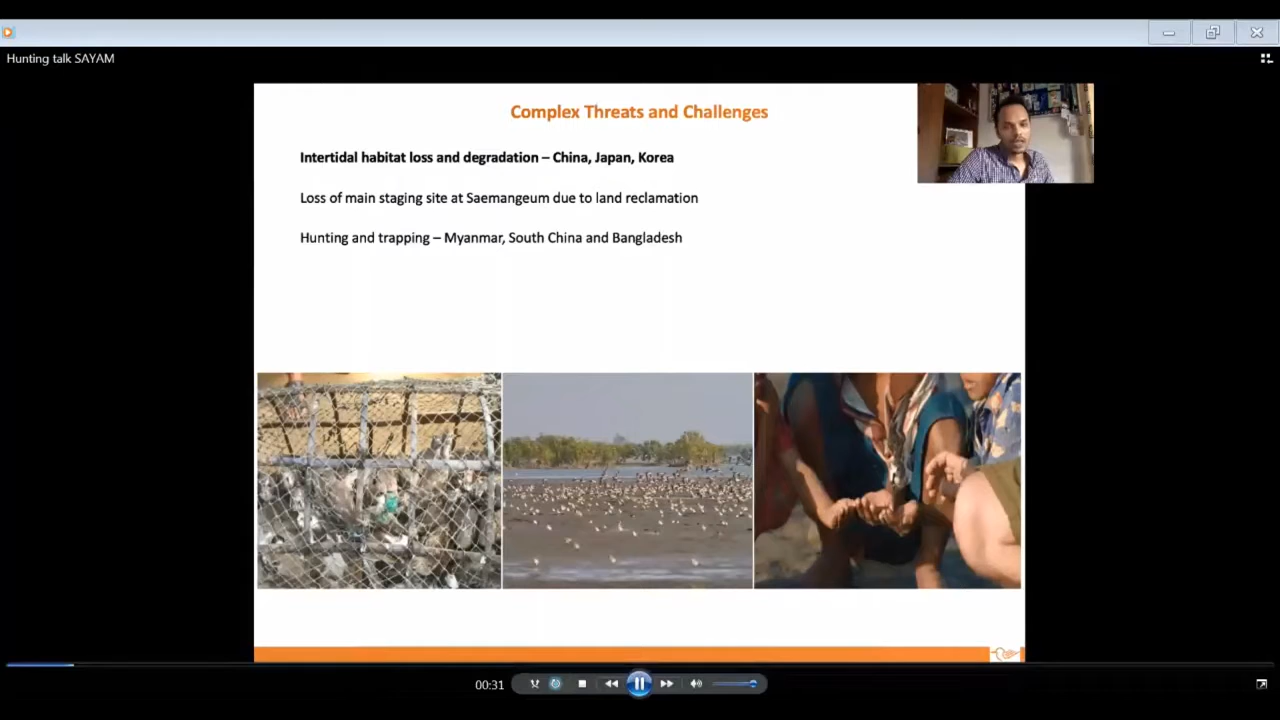 Hunting talk SAYAM
Complex Threats and Challenges
Intertidal habitat loss and degradation – China, Japan, Korea
Loss of main staging site at Saemangeum due to land reclamation
Hunting and trapping – Myanmar, South China and Bangladesh
00:31